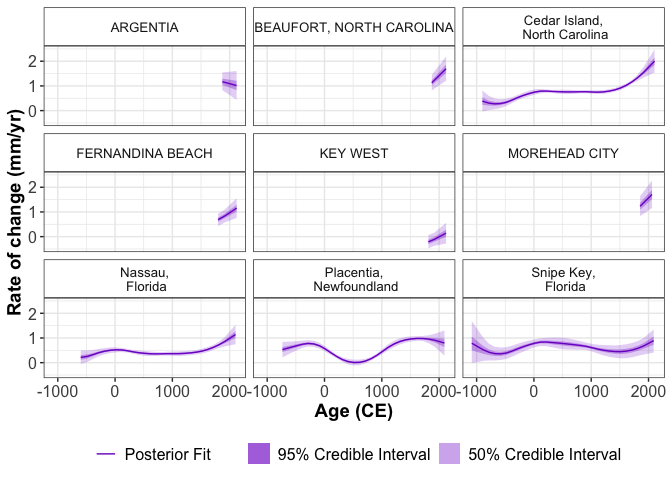 ARGENTIA
BEAUFORT, NORTH CAROLINA
Cedar Island,
North Carolina
2
1
0
FERNANDINA BEACH
KEY WEST
MOREHEAD CITY
2
1
0
Nassau,
Florida
Placentia,
Newfoundland
Snipe Key,
Florida
2
1
0
-1000 0 1000 2000
-1000 0 1000 2000
-1000 0 1000 2000
Rate of change (mm/yr)
Age (CE)
Posterior Fit 95% Credible Interval 50% Credible Interval